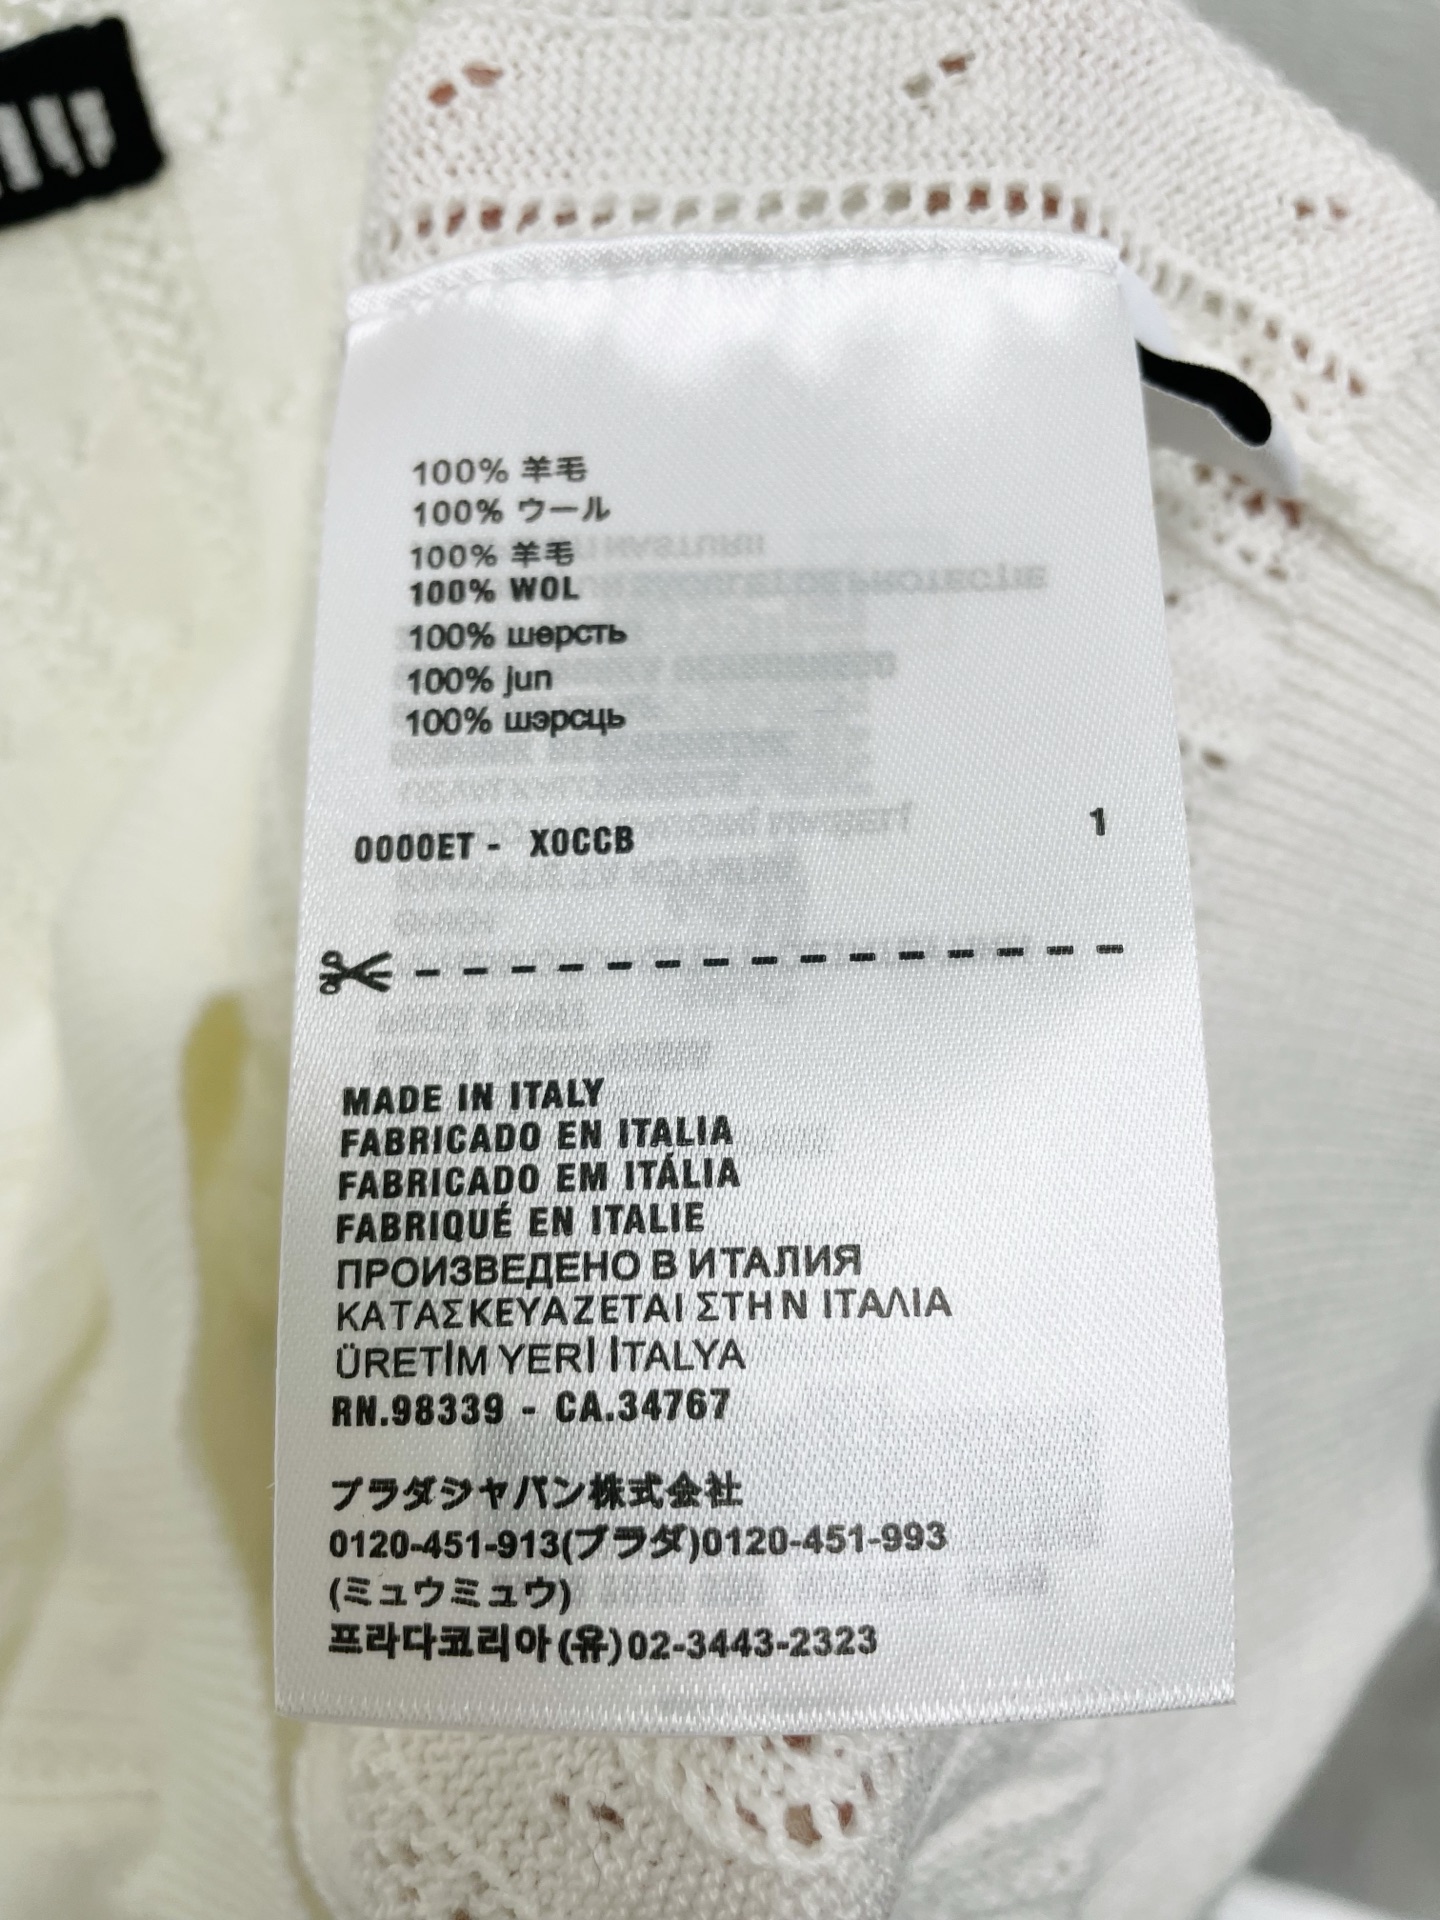 100% 羊毛
100% ウール
100% 羊毛
100% WOL
100% шерсть
100% jun
100% шэрсць
0000ET - X0CCB 1
MADE IN ITALY
FABRICADO EN ITALIA
FABRICADO EM ITÁLIA
FABRIQUÉ EN ITALIE
ПРОИЗВЕДЕНО В ИТАЛИЯ
ΚΑΤΑΣΚΕΥΑΖΕΤΑΙ ΣΤΗΝ ΙΤΑΛΙΑ
ÜRETİM YERİ İTALYA
RN.98339 - CA.34767
プラダジャパン株式会社
0120-451-913(プラダ)0120-451-993
(ミュウミュウ)
프라다코리아(유)02-3443-2323